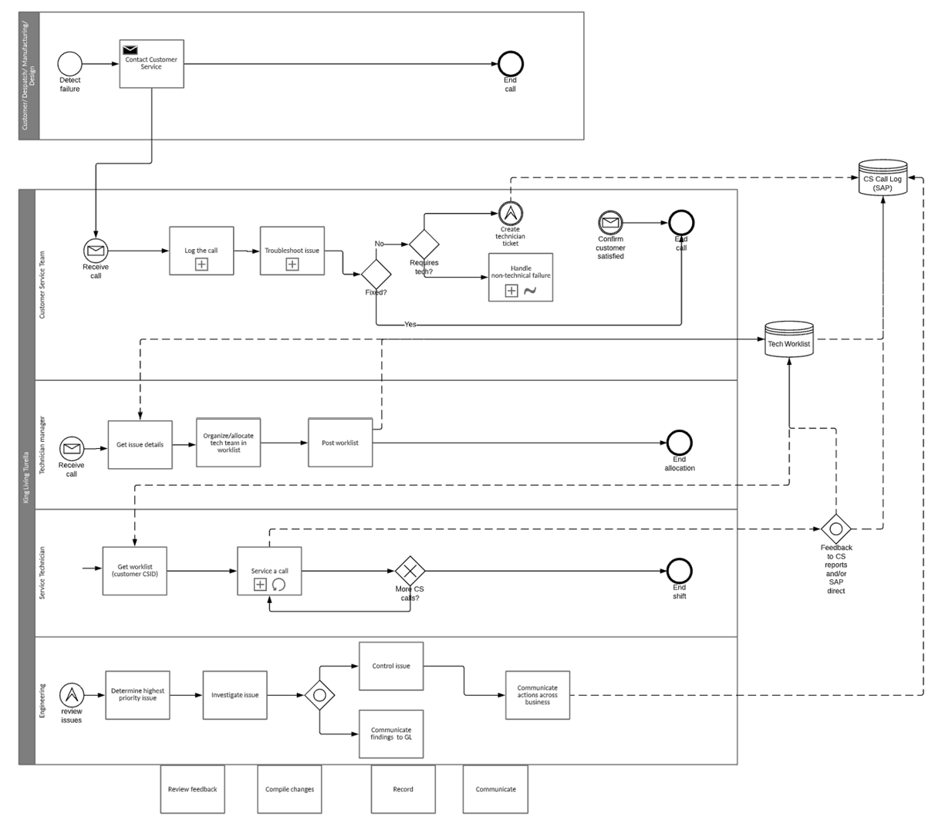 Customer/ Despatch/ Manufacturing/
Design
Detect
failure
Contact Customer
Service
End
call
CS Call Log
(SAP)
King Living Turella
Customer Service Team
Receive
call
Log the call
Troubleshoot issue
Fixed?
No
Yes
Requires
tech?
Create
technician
ticket
Handle
non-technical failure
Confirm
customer
satisfied
End
call
Tech Worklist
Technician manager
Receive
call
Get issue details
Organize/allocate
tech team in
worklist
Post worklist
End
allocation
Service Technician
Get worklist
(customer CSID)
Service a call
More CS
calls?
End
shift
Feedback
to CS
reports
and/or
SAP
direct
Engineering
review
issues
Determine highest
priority issue
Investigate issue
Control issue
Communicate
findings to GL
Communicate
actions across
business
Review feedback
Compile changes
Record
Communicate